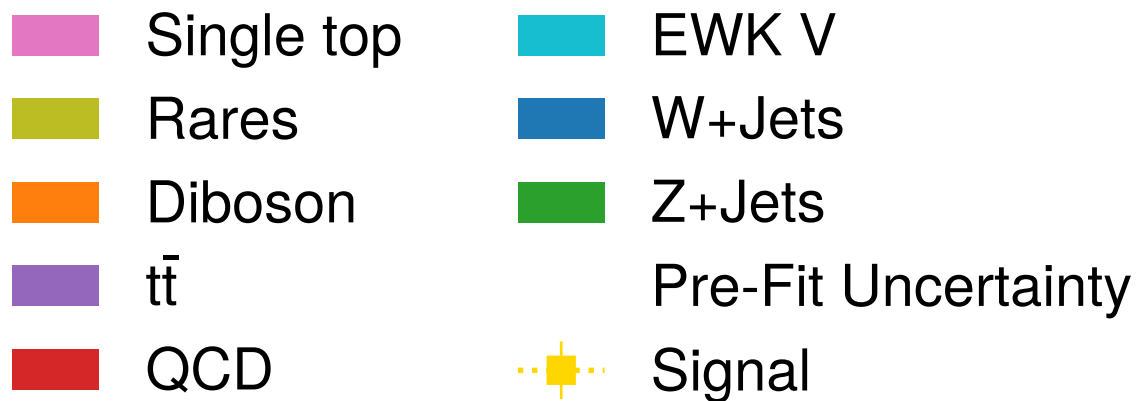 Single top
Rares
Diboson
tt̄
QCD
EWK V
W+Jets
Z+Jets
Pre-Fit Uncertainty
Signal